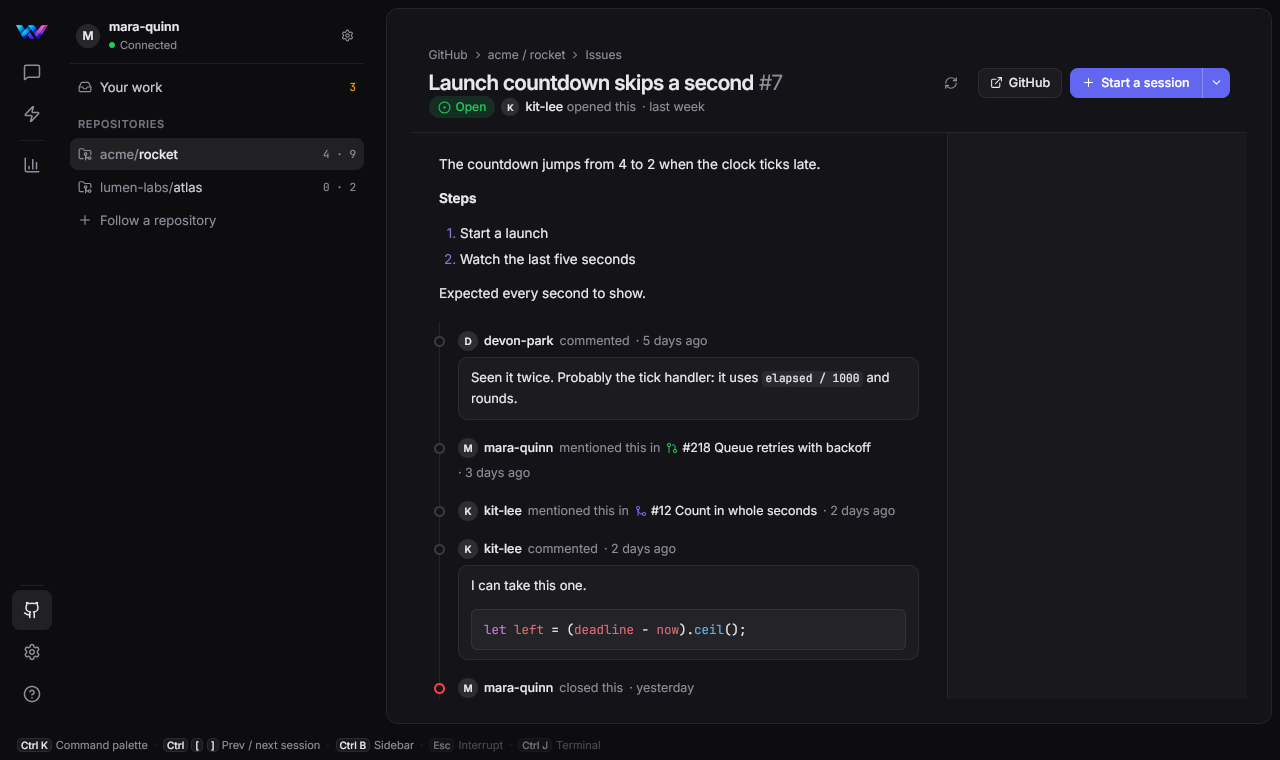 M mara-quinn
Connected
Your work 3
REPOSITORIES
acme/rocket 4 · 9
lumen-labs/atlas 0 · 2
Follow a repository
GitHub > acme / rocket > Issues
Launch countdown skips a second #7
Open K kit-lee opened this · last week
GitHub
Start a session
The countdown jumps from 4 to 2 when the clock ticks late.
Steps
1. Start a launch
2. Watch the last five seconds
Expected every second to show.
D devon-park commented · 5 days ago
Seen it twice. Probably the tick handler: it uses elapsed / 1000 and
rounds.
M mara-quinn mentioned this in #218 Queue retries with backoff
· 3 days ago
K kit-lee mentioned this in #12 Count in whole seconds · 2 days ago
K kit-lee commented · 2 days ago
I can take this one.
let left = (deadline - now).ceil();
M mara-quinn closed this · yesterday
Ctrl K Command palette · Ctrl [ ] Prev / next session · Ctrl B Sidebar · Esc Interrupt · Ctrl J Terminal